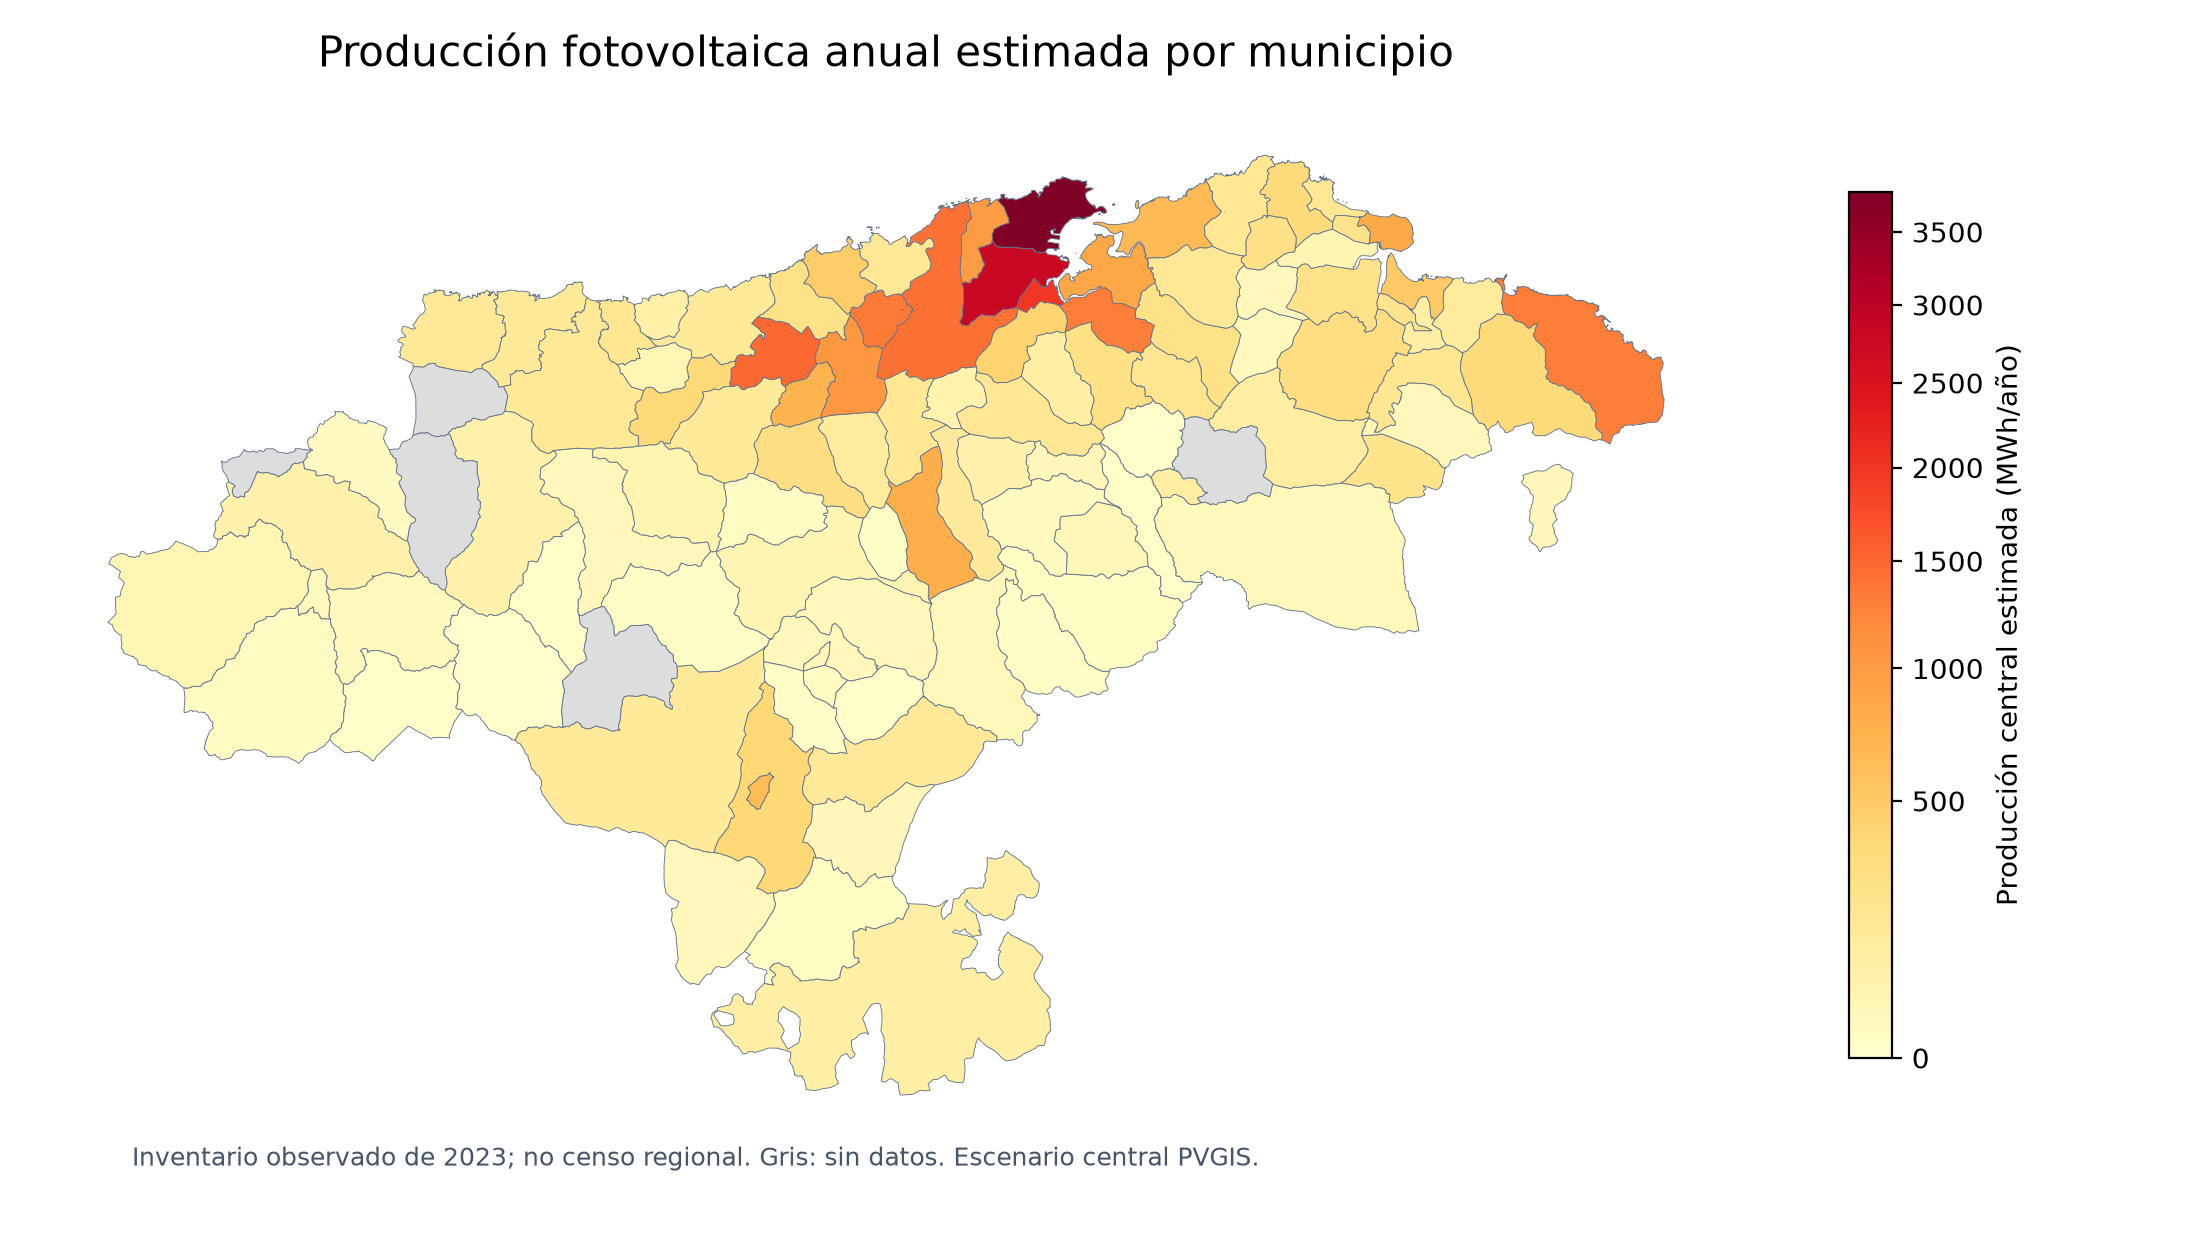 Producción fotovoltaica anual estimada por municipio
3500
3000
2500
2000
1500
1000
500
0
Producción central estimada (MWh/año)
Inventario observado de 2023; no censo regional. Gris: sin datos. Escenario central PVGIS.